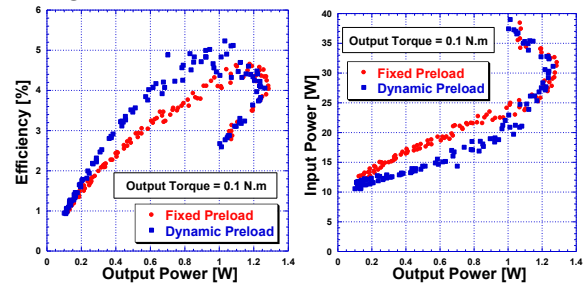 6
5
4
3
2
1
0
Efficiency [%]
Output Torque = 0.1 N.m
Fixed Preload
Dynamic Preload
0 0.2 0.4 0.6 0.8 1 1.2 1.4
Output Power [W]
40
35
30
25
20
15
10
5
0
Input Power [W]
Output Torque = 0.1 N.m
Fixed Preload
Dynamic Preload
0 0.2 0.4 0.6 0.8 1 1.2 1.4
Output Power [W]